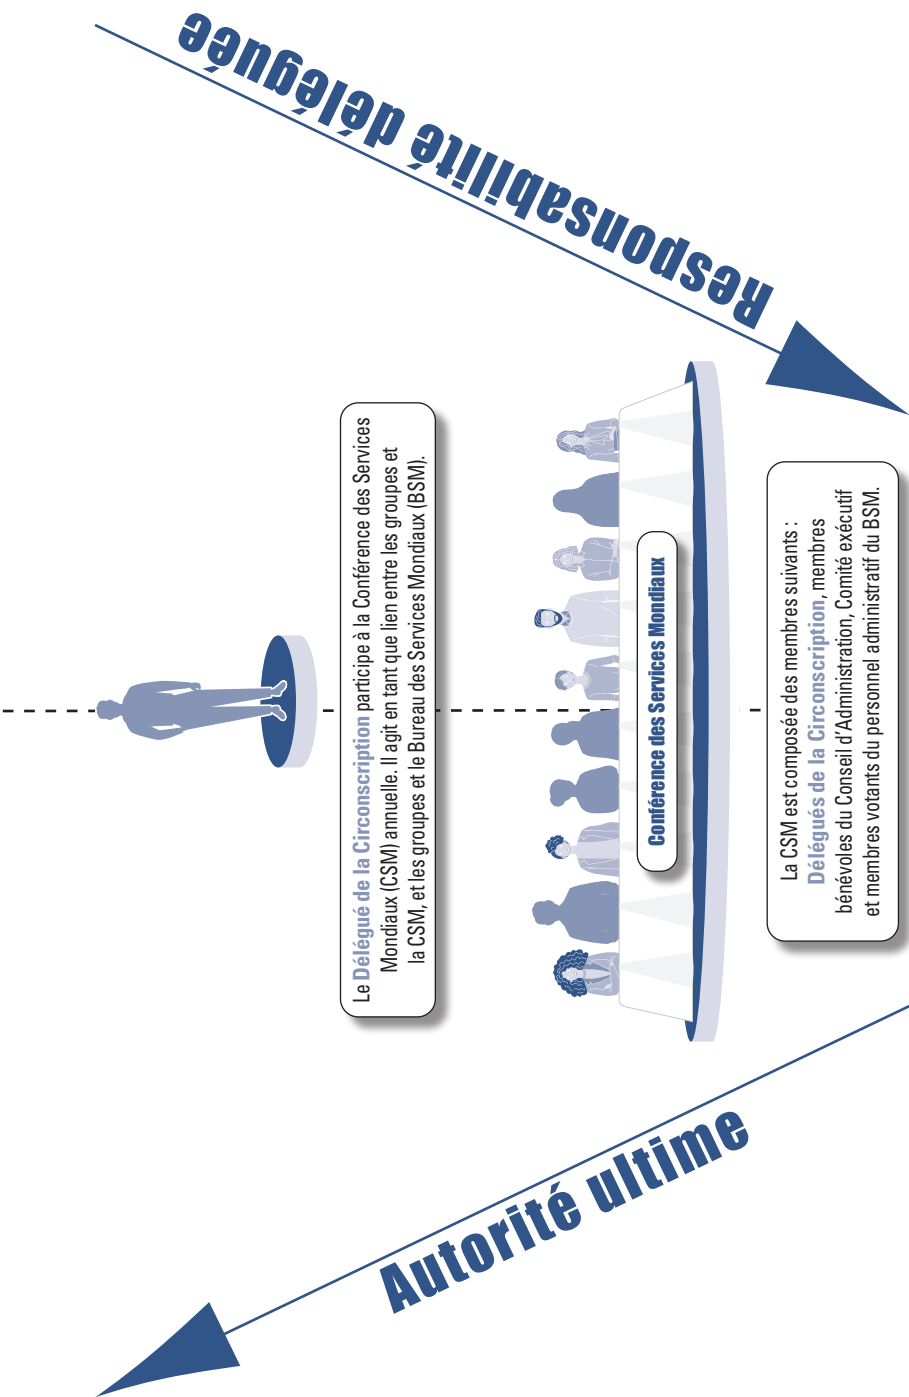 Responsabilité déléguée
Le Délégué de la Circonscription participe à la Conférence des Services
Mondiaux (CSM) annuelle. Il agit en tant que lien entre les groupes et
la CSM, et les groupes et le Bureau des Services Mondiaux (BSM).
Conférence des Services Mondiaux
La CSM est composée des membres suivants :
Délégués de la Circonscription, membres
bénévoles du Conseil d’Administration, Comité exécutif
et membres votants du personnel administratif du BSM.
Autorité ultime